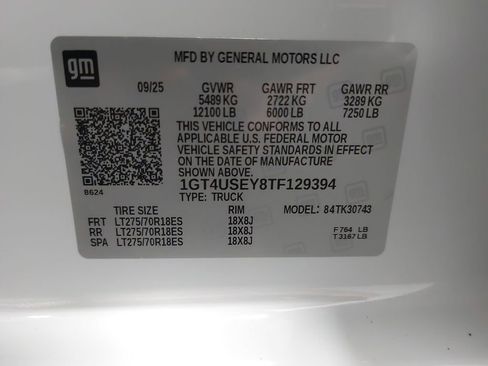 gm
MFD BY GENERAL MOTORS LLC
09/25 GVWR GAWR FRT GAWR RR
5489 KG 2722 KG 3289 KG
12100 LB 6000 LB 7250 LB
THIS VEHICLE CONFORMS TO ALL
APPLICABLE U.S. FEDERAL MOTOR
VEHICLE SAFETY STANDARDS IN EFFECT
ON THE DATE OF MANUFACTURE
SHOWN ABOVE.
8624
1GT4USEY8TF129394
TYPE: TRUCK
TIRE SIZE RIM MODEL: 84TK30743
FRT LT275/70R18ES 18X8J
RR LT275/70R18ES 18X8J F 764 LB
SPA LT275/70R18ES 18X8J T 3167 LB